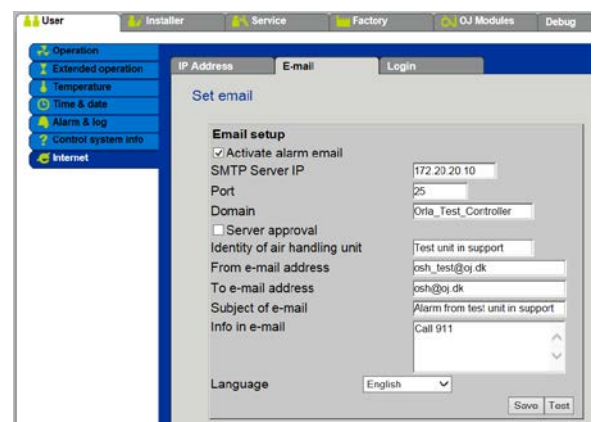 User Installer Service Factory OJ Modules Debug
Operation
Extended operation
Temperature
Time & date
Alarm & log
Control system info
Internet
IP Address E-mail Login
Set email
Email setup
Activate alarm email
SMTP Server IP 172.20.20.10
Port 25
Domain Orla_Test_Controller
Server approval
Identity of air handling unit Test unit in support
From e-mail address osh_test@oj.dk
To e-mail address osh@oj.dk
Subject of e-mail Alarm from test unit in support
Info in e-mail Call 911
Language English
Save Test